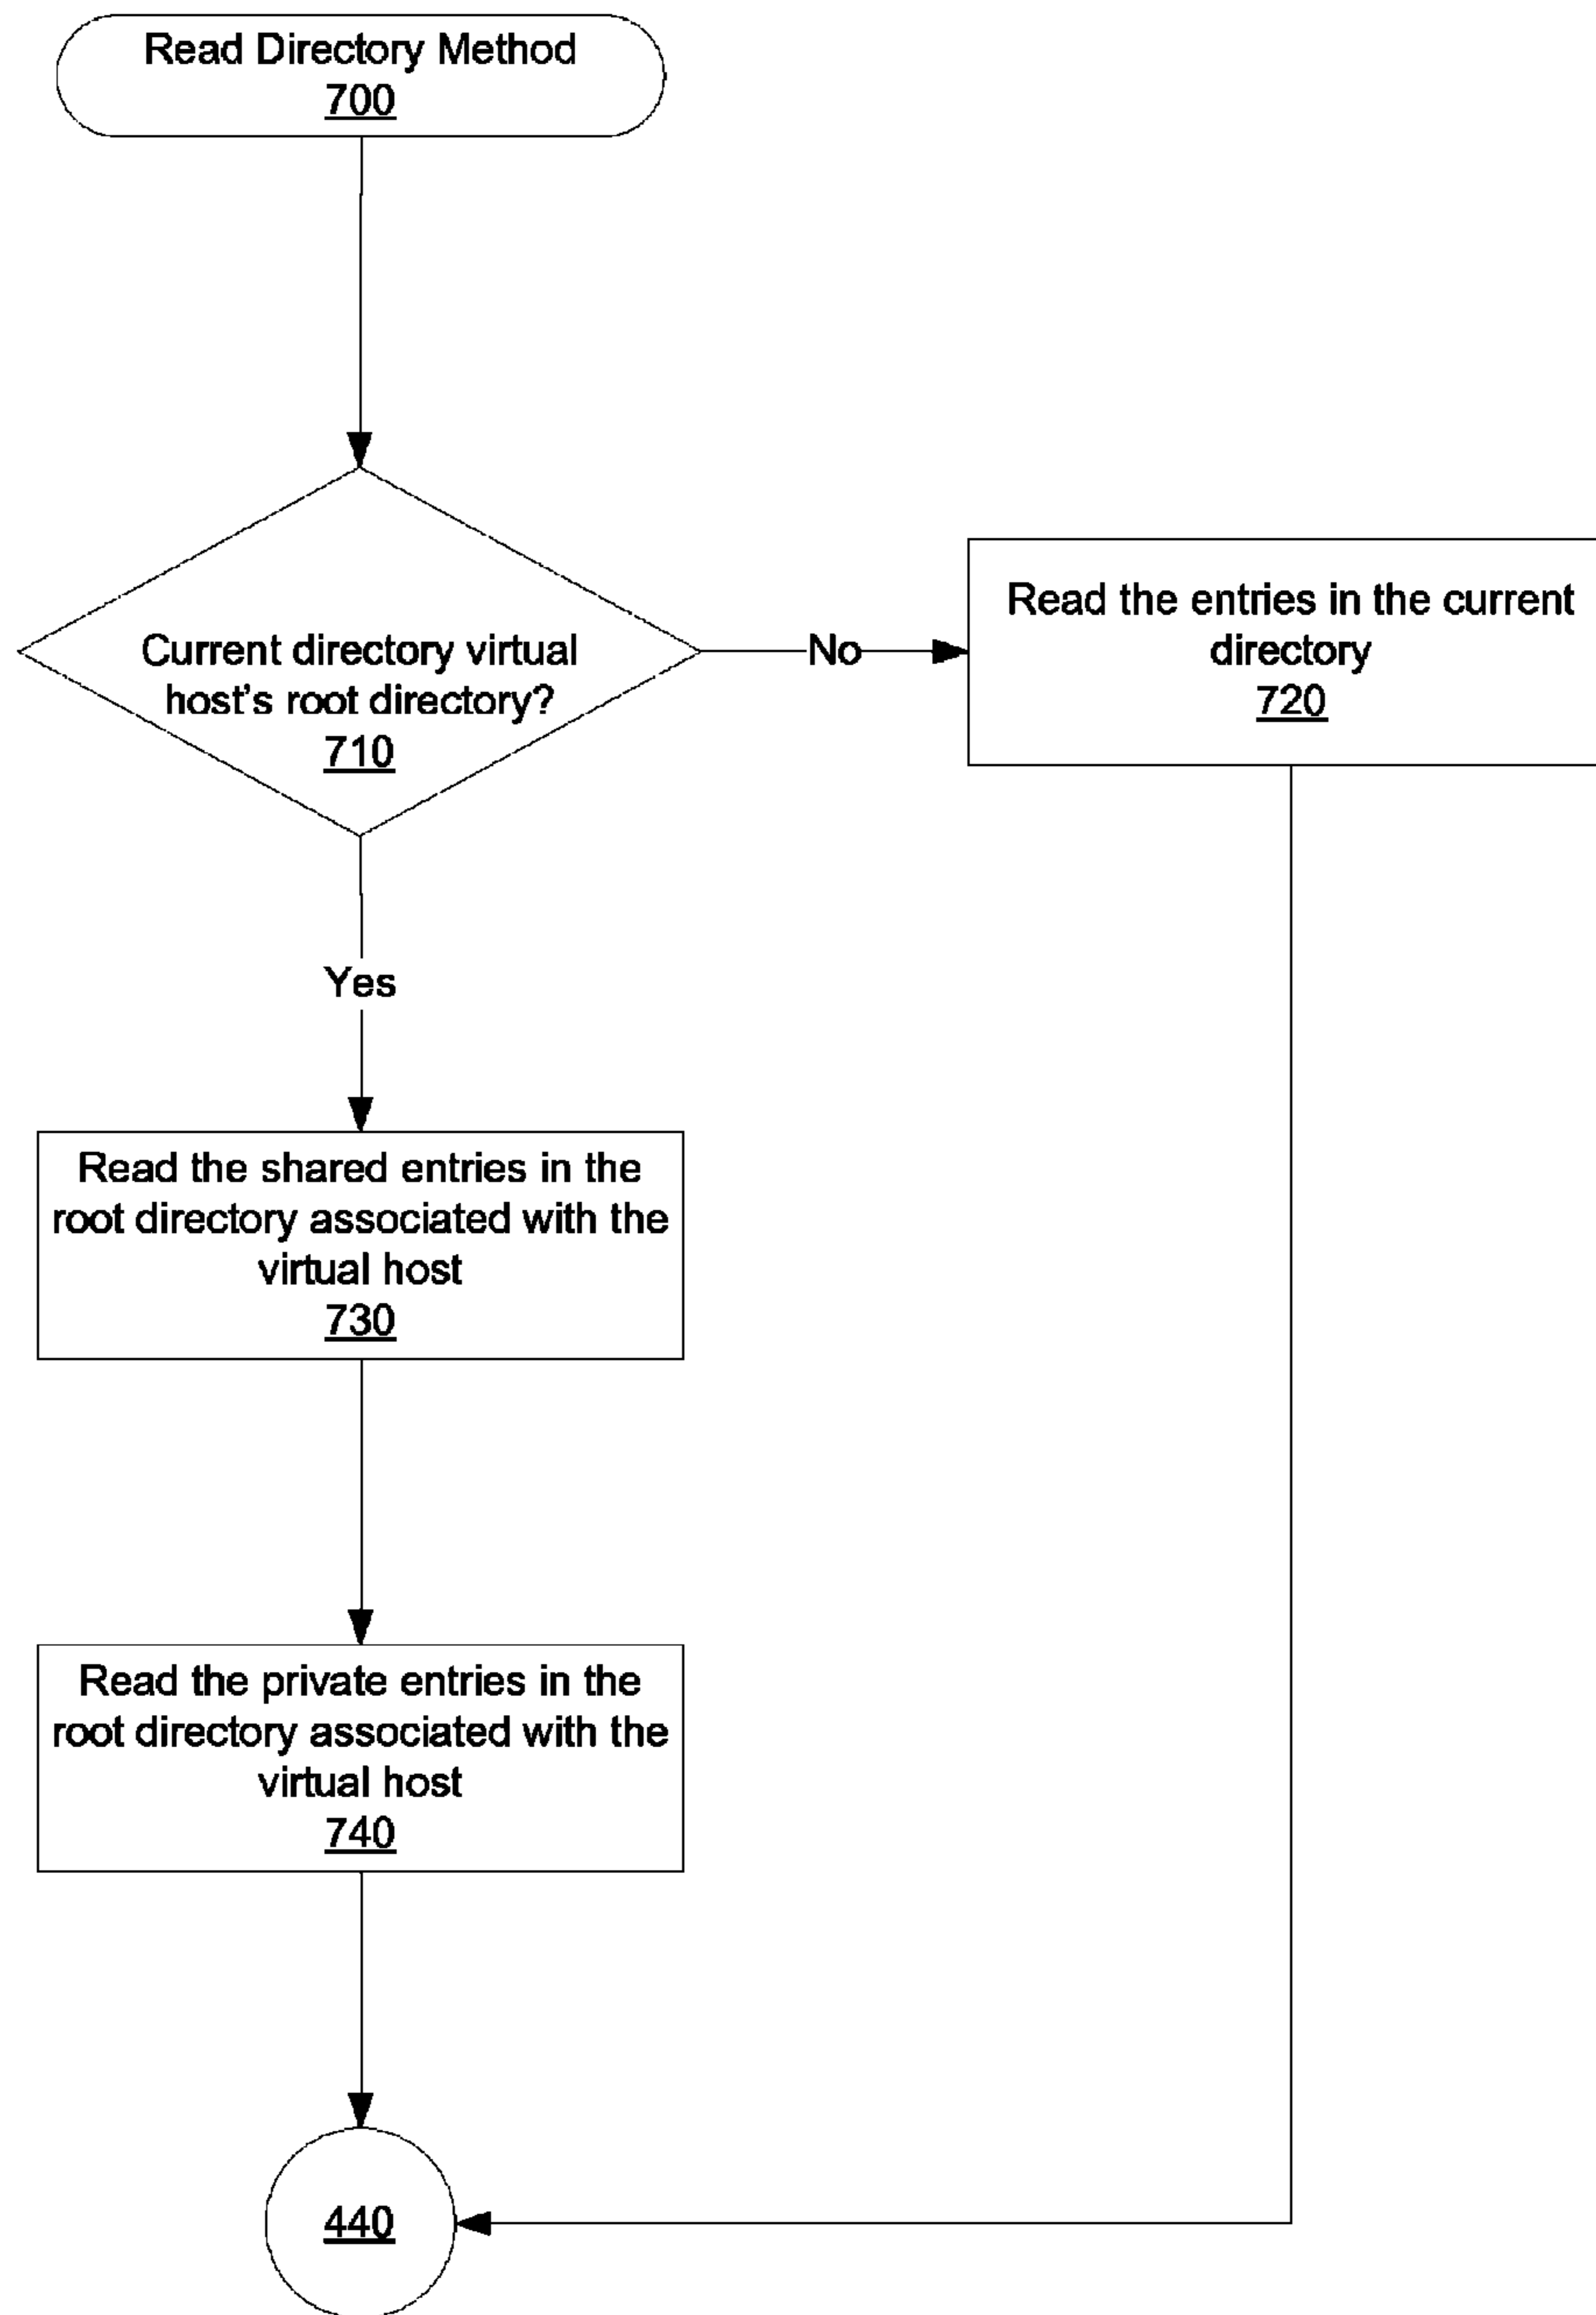 Read Directory Method
700
Current directory virtual
host's root directory?
710
No
Read the entries in the current
directory
720
Yes
Read the shared entries in the
root directory associated with the
virtual host
730
Read the private entries in the
root directory associated with the
virtual host
740
440